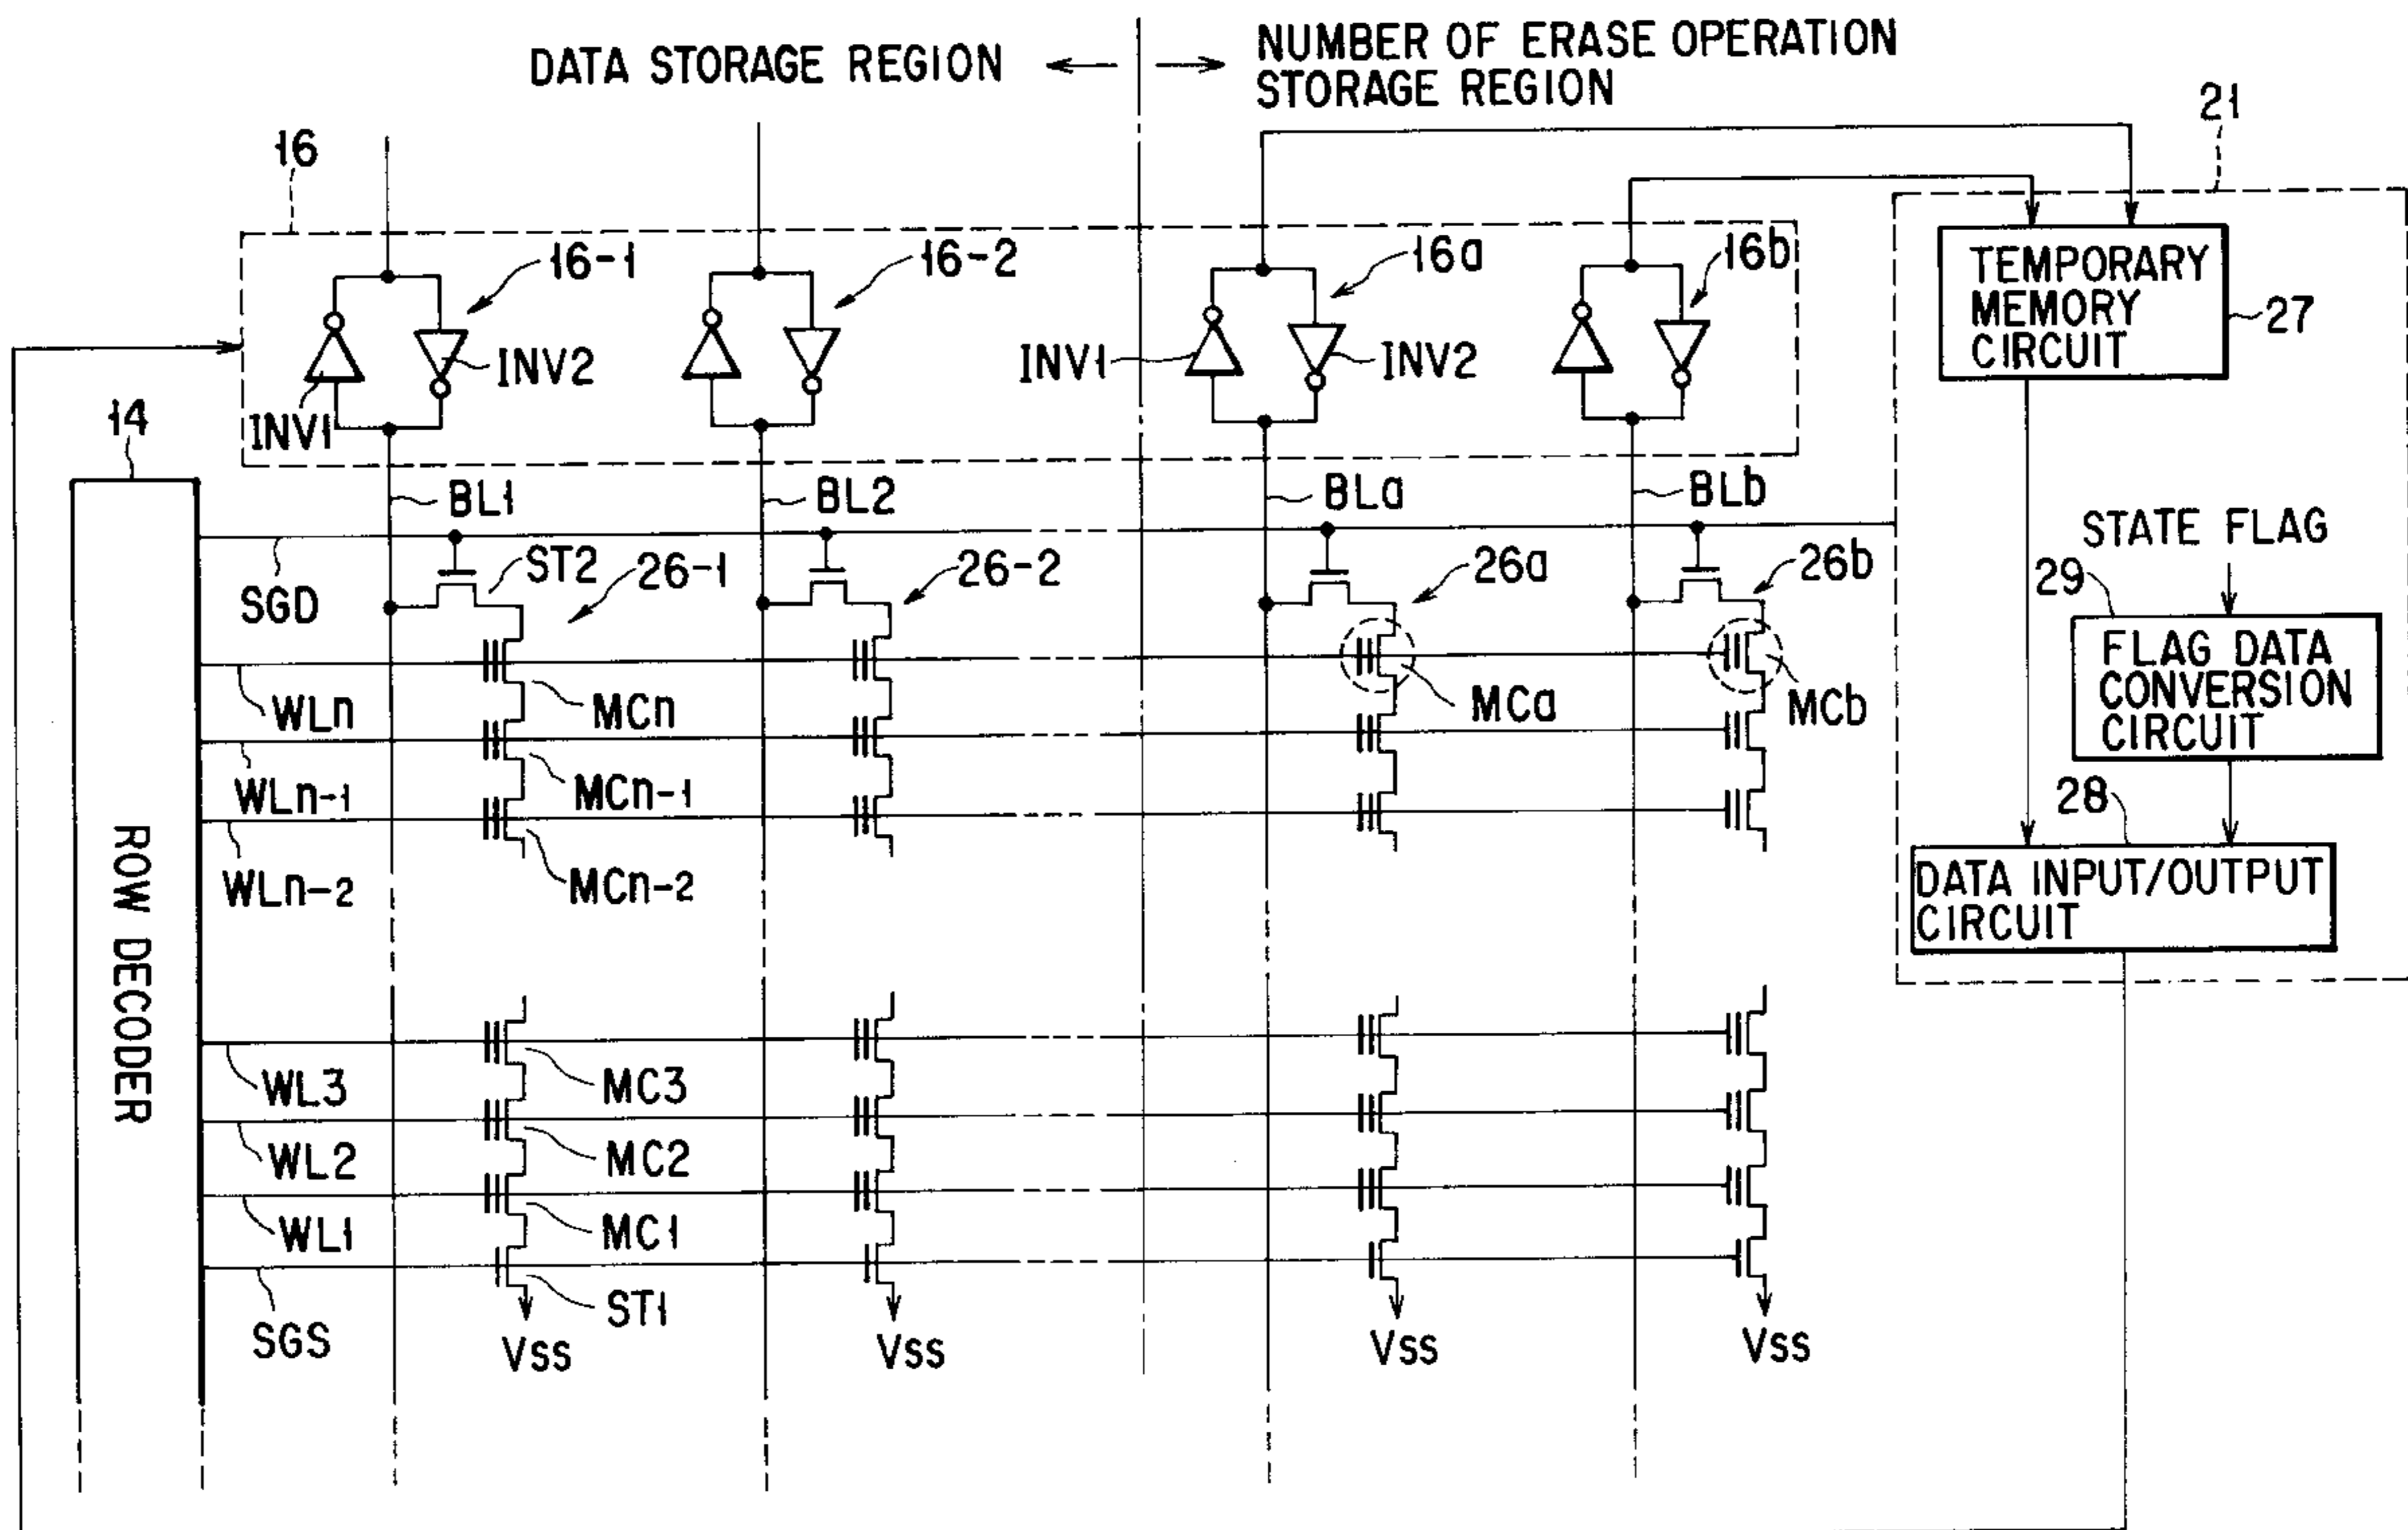 DATA STORAGE REGION
NUMBER OF ERASE OPERATION
STORAGE REGION
21
16
16-1
16-2
16a
16b
TEMPORARY
MEMORY
CIRCUIT
27
INV1
INV2
INV1
INV2
14
BL1
BL2
BLa
BLb
STATE FLAG
SGD
ST2
26-1
26-2
26a
26b
29
FLAG DATA
CONVERSION
CIRCUIT
WLn
MCn
MCa
MCb
WLn-1
MCn-1
28
WLn-2
MCn-2
DATA INPUT/OUTPUT
CIRCUIT
ROW DECODER
WL3
MC3
WL2
MC2
WL1
MC1
SGS
ST1
Vss
Vss
Vss
Vss